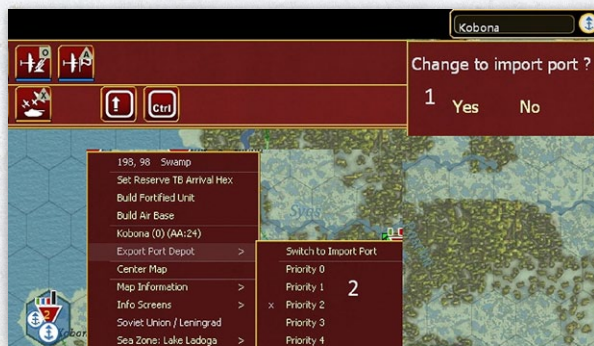 Kobona
Change to import port ?
1 Yes No
O
A
X
Ctrl
198, 98 Swamp
Set Reserve TB Arrival Hex
Build Fortified Unit
Build Air Base
Kobona (0) (AA:24)
Export Port Depot >
Center Map
Map Information >
Info Screens >
Soviet Union / Leningrad
Sea Zone: Lake Ladoga >
Switch to Import Port
Priority 0
Priority 1
2
x Priority 2
Priority 3
Priority 4
2